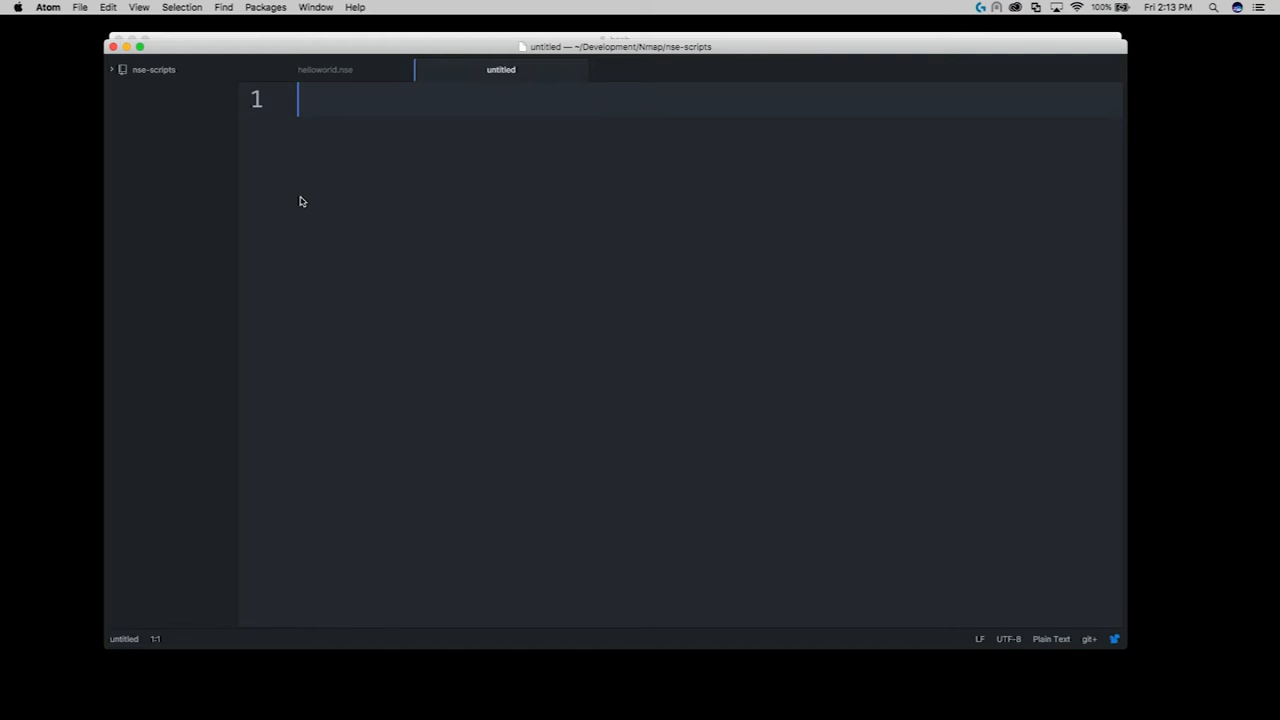 Atom File Edit View Selection Find Packages Window Help 100% Fri 2:13 PM
untitled — ~/Development/Nmap/nse-scripts
nse-scripts helloworld.nse untitled
1
untitled 1:1 LF UTF-8 Plain Text git+